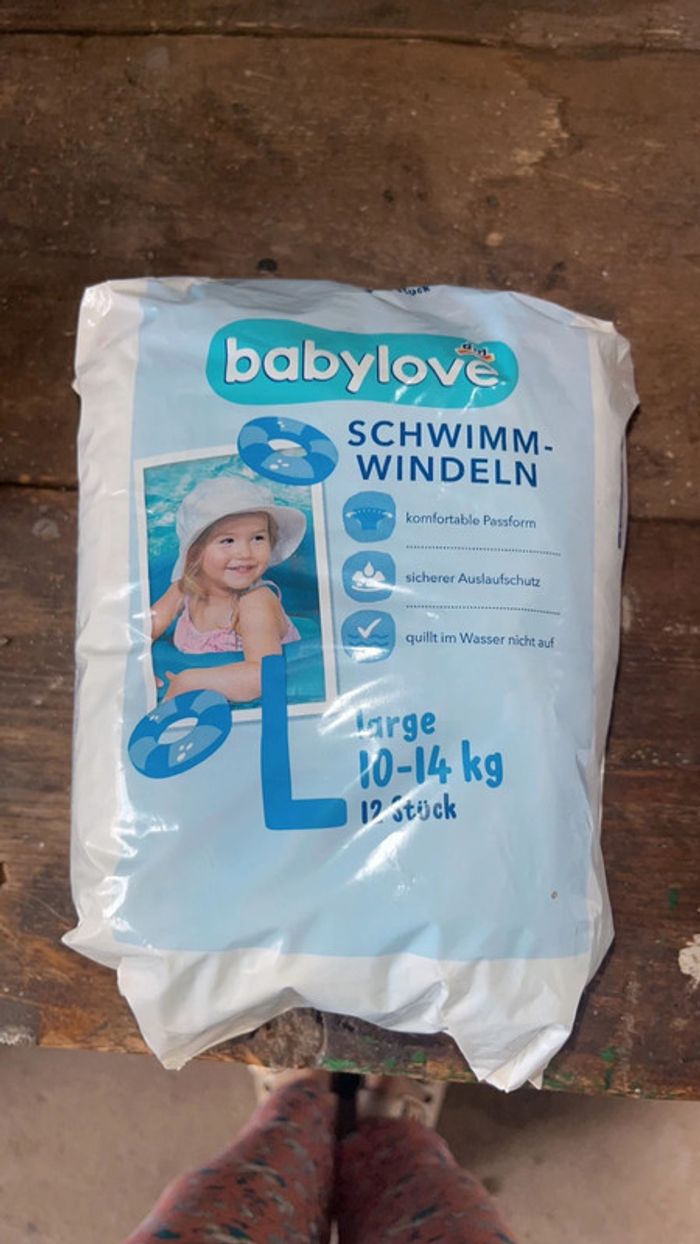 babylove
dm
SCHWIMM-
WINDELN
komfortable Passform
sicherer Auslaufschutz
quillt im Wasser nicht auf
L
large
10-14 kg
12 Stück